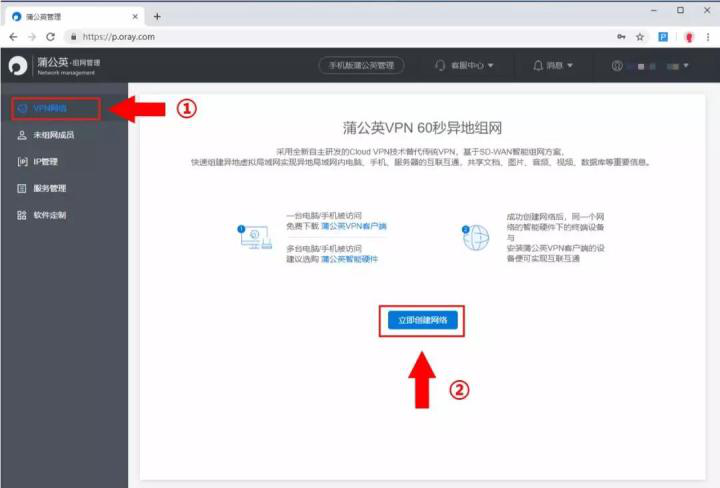 蒲公英管理
https://p.oray.com
蒲公英·组网管理
Network management
手机版蒲公英管理
客服中心
消息
VPN网络
①
未组网成员
IP管理
服务管理
软件定制
蒲公英VPN 60秒异地组网
采用全新自主研发的Cloud VPN技术替代传统VPN，基于SD-WAN智能组网方案，
快速组建异地虚拟局域网实现异地局域网内电脑、手机、服务器的互联互通，共享文档、图片、音频、视频、数据库等重要信息。
1
一台电脑/手机被访问
免费下载 蒲公英VPN客户端
多台电脑/手机被访问
建议选购 蒲公英智能硬件
2
成功创建网络后，同一个网
络的智能硬件下的终端设备
与
安装蒲公英VPN客户端的设
备便可实现互联互通
立即创建网络
②